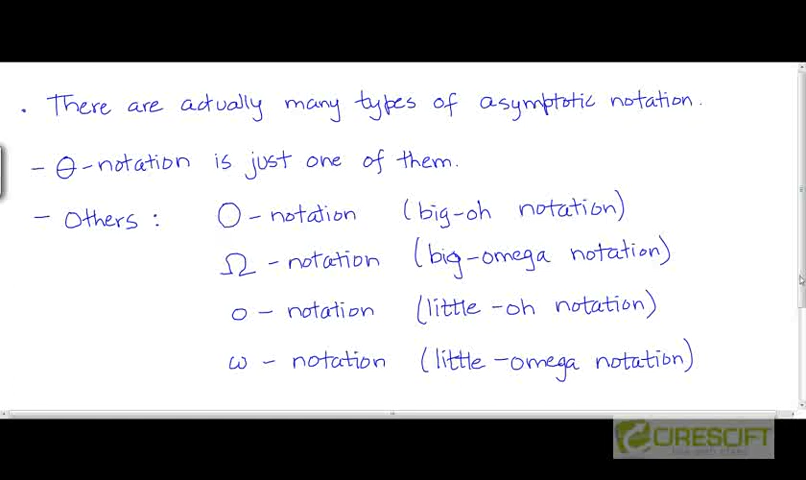 . There are actually many types of asymptotic notation.
- θ-notation is just one of them.
- Others : O - notation (big-oh notation)
Ω - notation (big-omega notation)
o - notation (little-oh notation)
ω - notation (little-omega notation)
CIRESCIFT